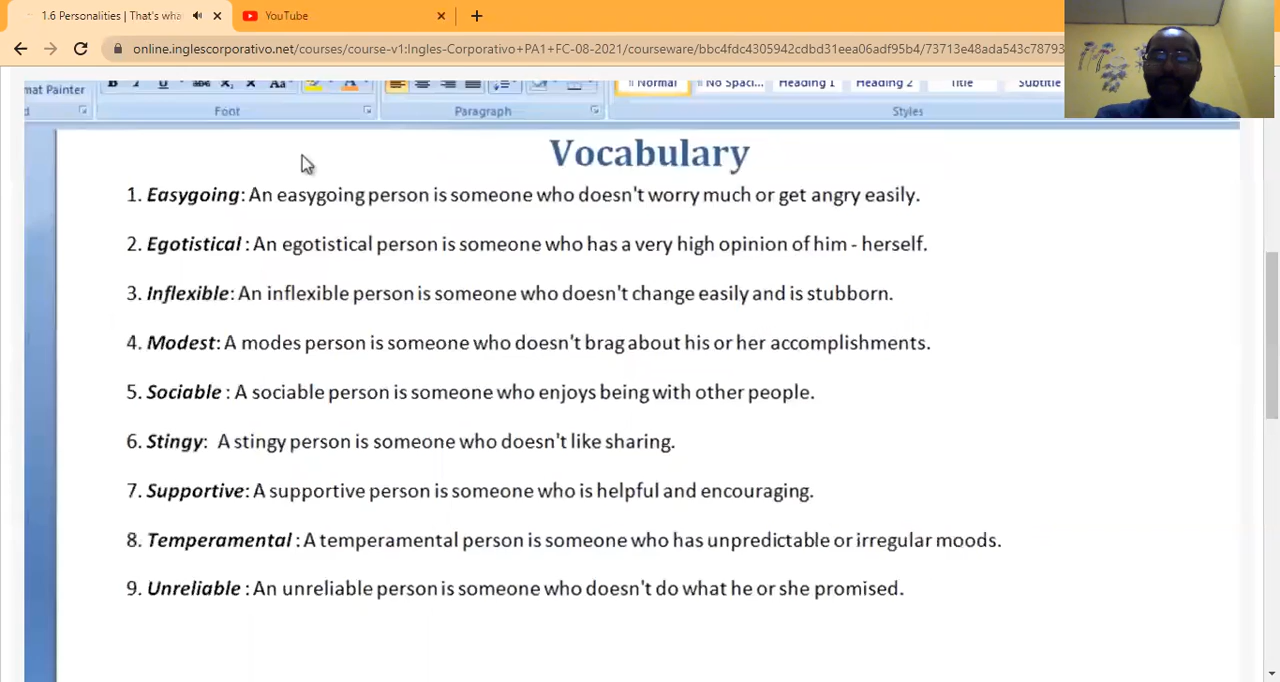 1.6 Personalities | That's wha
YouTube
online.inglescorporativo.net/courses/course-v1:Ingles-Corporativo+PA1+FC-08-2021/courseware/bbc4fdc4305942cdbd31eea06adf95b4/73713e48ada543c78793
mat Painter
B I U abc X₂ X Aa A
¶ Normal ¶ No Spaci... Heading 1 Heading 2 Title Subtitle
Font Paragraph Styles
Vocabulary
1. Easygoing: An easygoing person is someone who doesn't worry much or get angry easily.
2. Egotistical : An egotistical person is someone who has a very high opinion of him - herself.
3. Inflexible: An inflexible person is someone who doesn't change easily and is stubborn.
4. Modest: A modes person is someone who doesn't brag about his or her accomplishments.
5. Sociable : A sociable person is someone who enjoys being with other people.
6. Stingy: A stingy person is someone who doesn't like sharing.
7. Supportive: A supportive person is someone who is helpful and encouraging.
8. Temperamental : A temperamental person is someone who has unpredictable or irregular moods.
9. Unreliable : An unreliable person is someone who doesn't do what he or she promised.